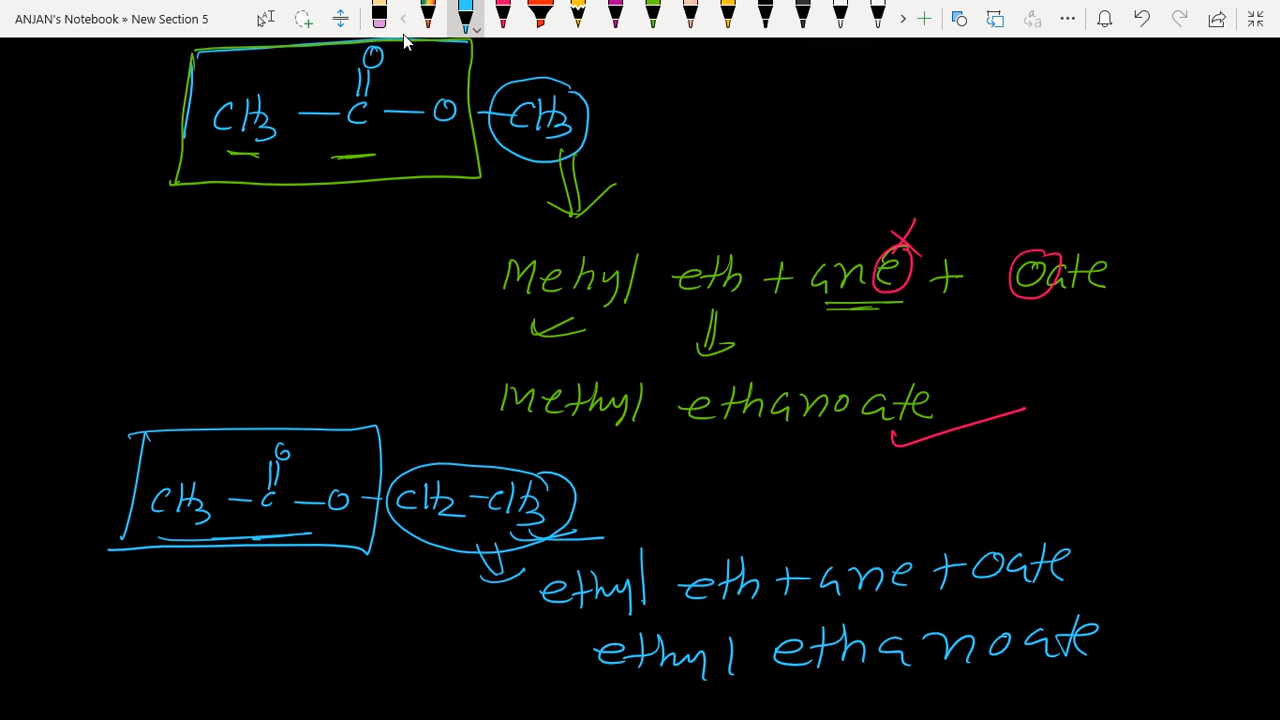 ANJAN's Notebook » New Section 5
O
CH3 — C — O — CH3
Mehyl eth + ane + Oate
Methyl ethanoate
O
CH3 — C — O — CH2 — CH3
ethyl eth + ane + Oate
ethyl ethanoate